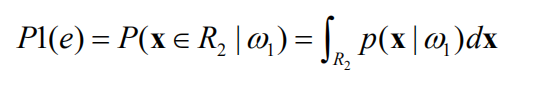 P1(e) = P(x ∈ R₂ | ω₁) = ∫_{R₂} p(x | ω₁)dx